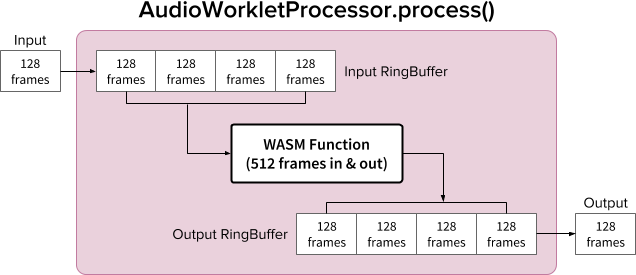 AudioWorkletProcessor.process()
Input
128
frames
128
frames
128
frames
128
frames
128
frames
Input RingBuffer
WASM Function
(512 frames in & out)
Output RingBuffer
128
frames
128
frames
128
frames
128
frames
Output
128
frames